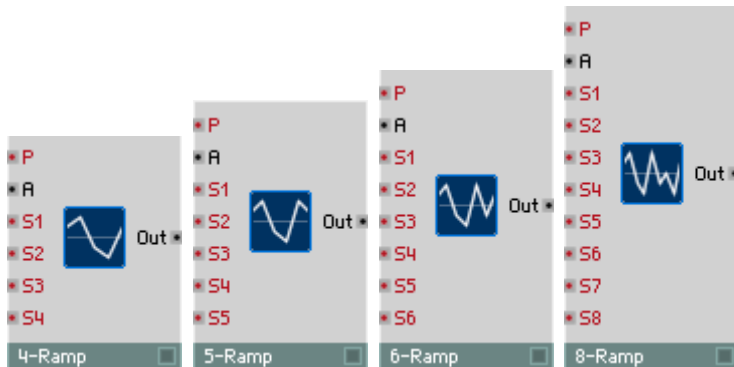 P
A
S1
S2
S3
S4
Out
4-Ramp
P
A
S1
S2
S3
S4
S5
Out
5-Ramp
P
A
S1
S2
S3
S4
S5
S6
Out
6-Ramp
P
A
S1
S2
S3
S4
S5
S6
S7
S8
Out
8-Ramp